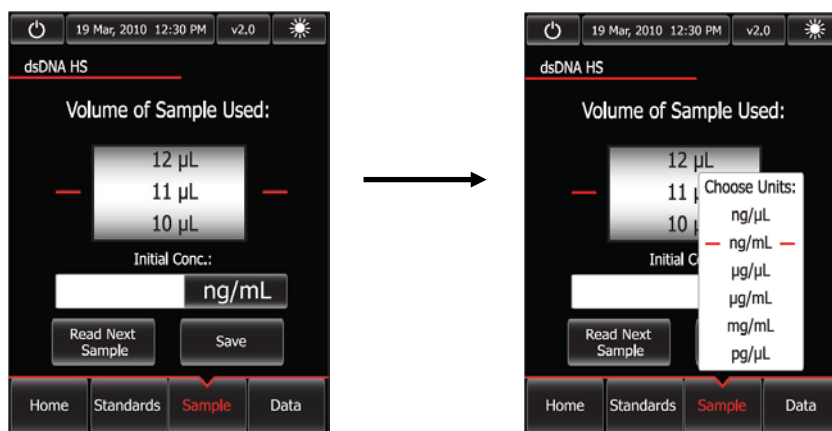 19 Mar, 2010 12:30 PM v2.0
dsDNA HS
Volume of Sample Used:
12 µL
11 µL
10 µL
Initial Conc.:
ng/mL
Read Next
Sample
Save
Home Standards Sample Data
19 Mar, 2010 12:30 PM v2.0
dsDNA HS
Volume of Sample Used:
12 µL
11 µ
10 µ
Initial C
Choose Units:
ng/µL
ng/mL
µg/µL
µg/mL
mg/mL
pg/µL
Read Next
Sample
Home Standards Sample Data